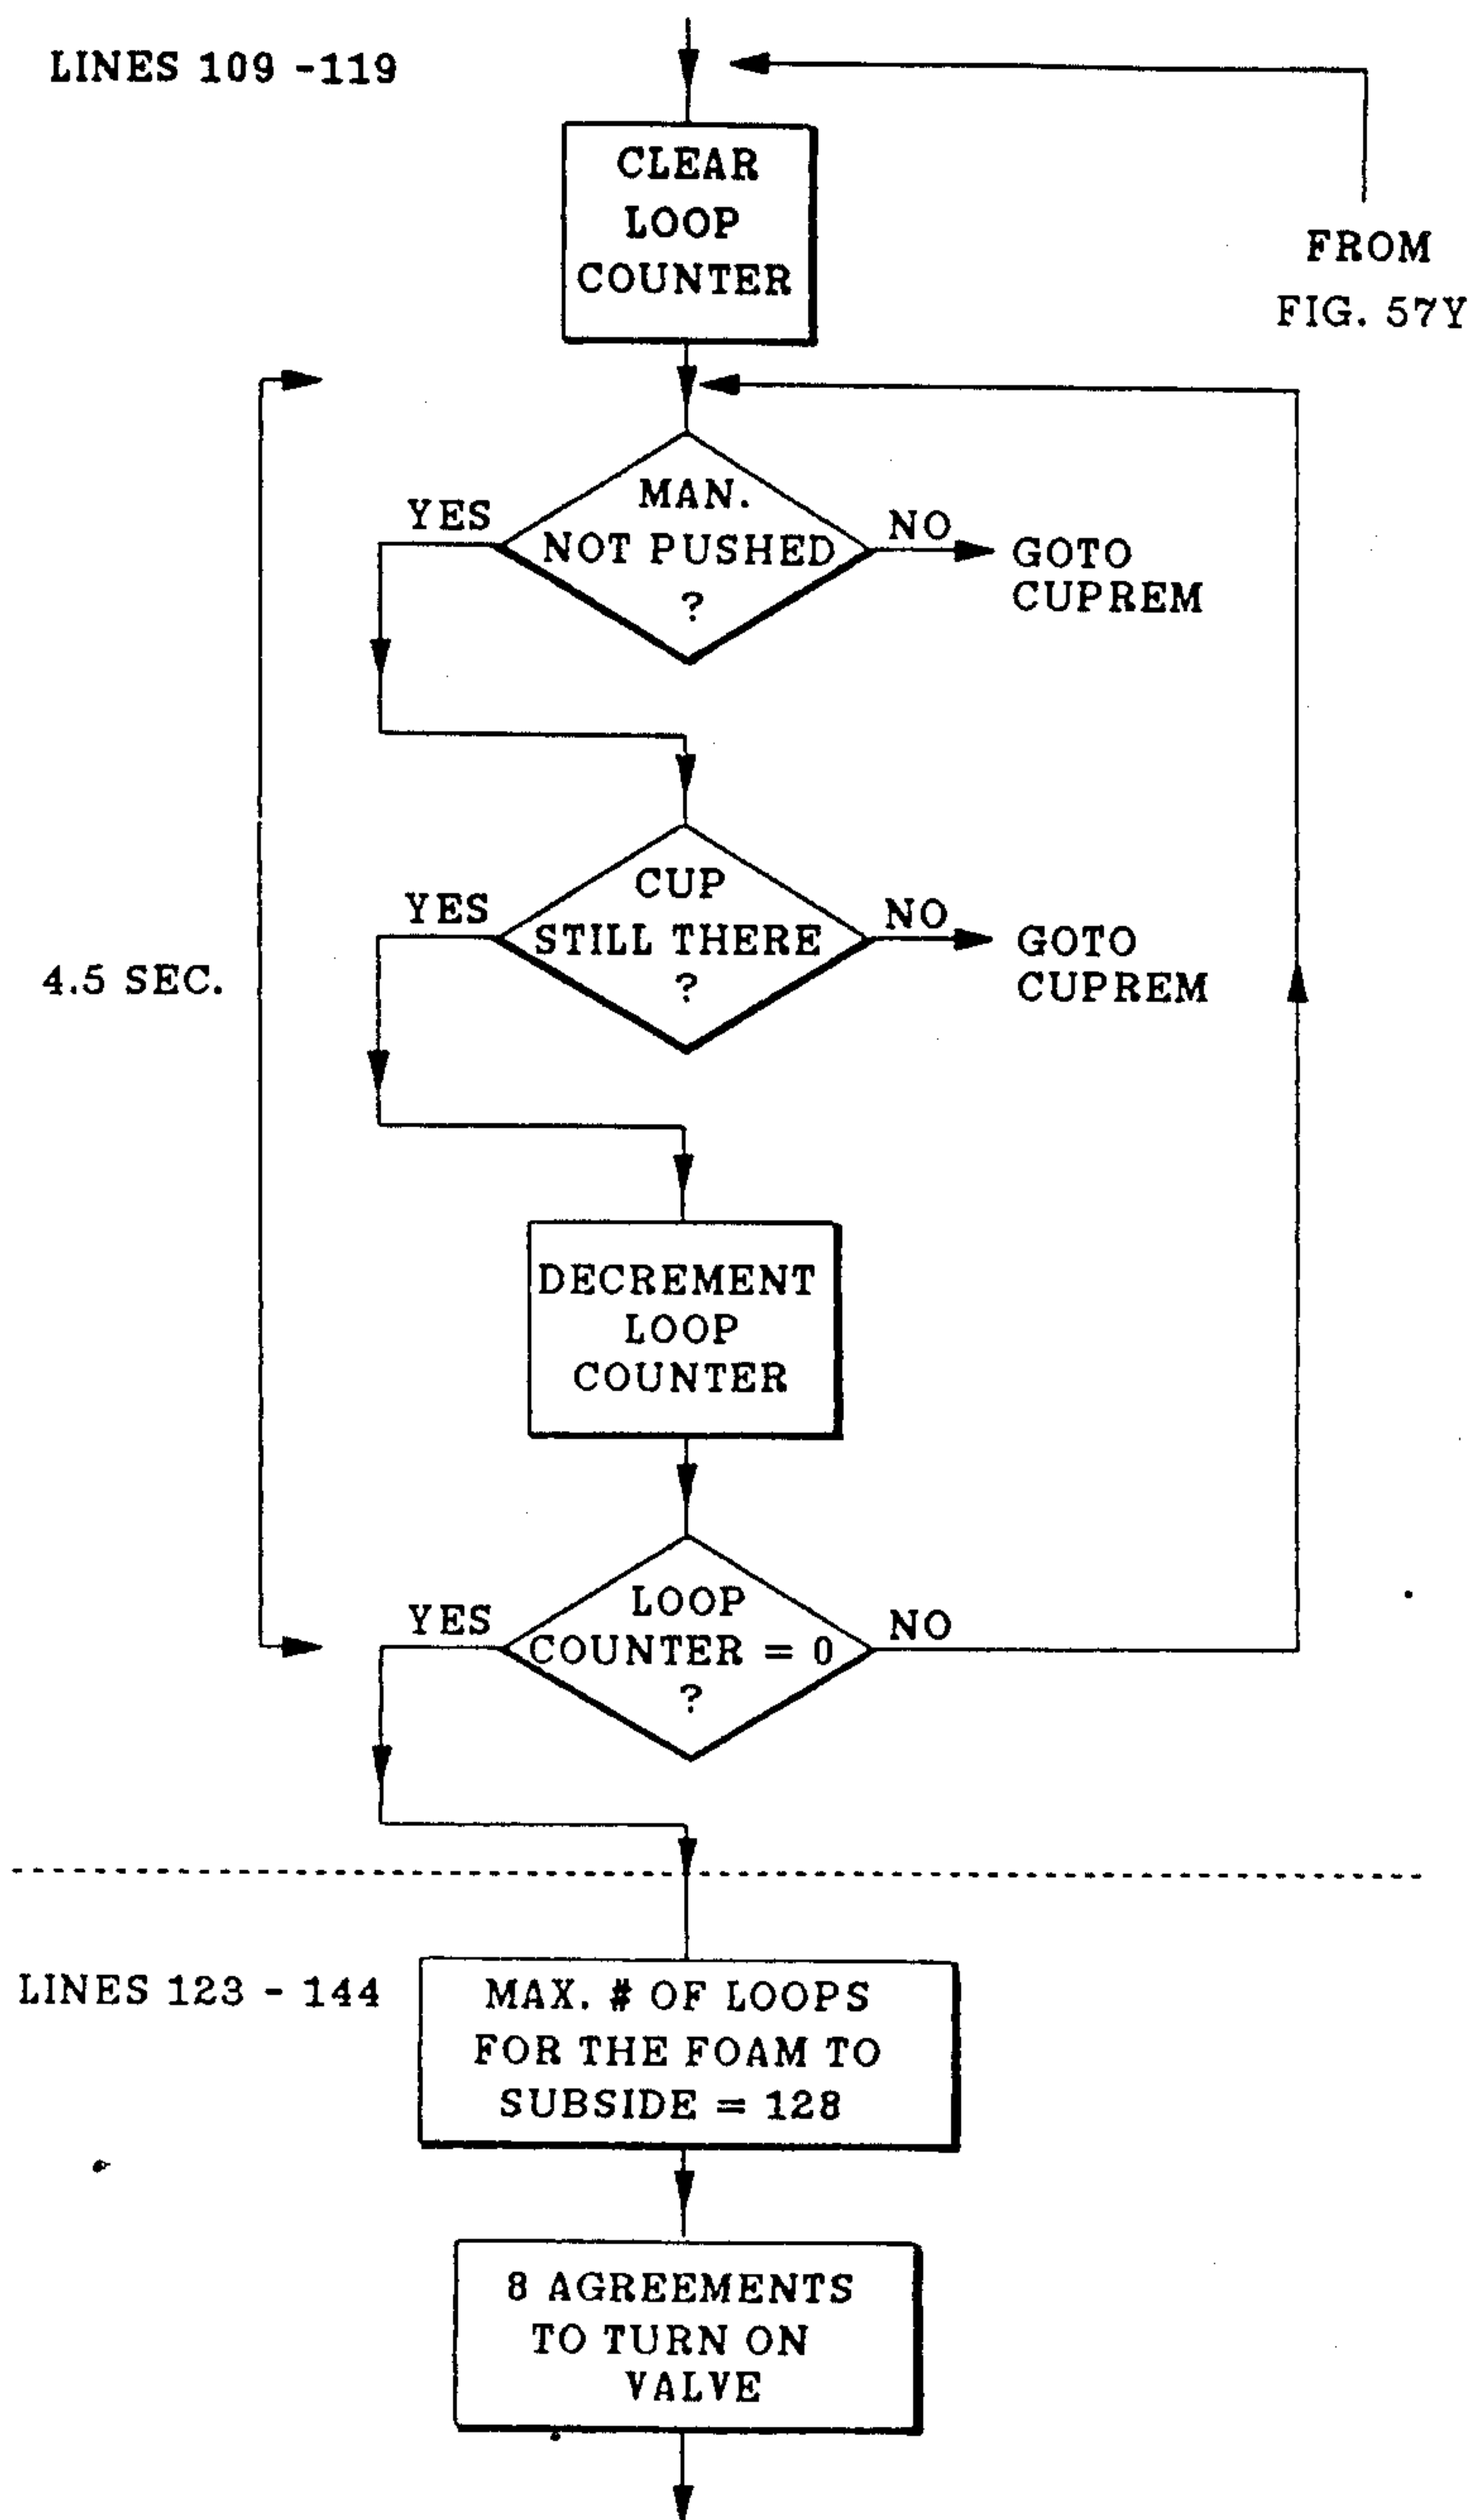 LINES 109 -119
CLEAR
LOOP
COUNTER
FROM
FIG. 57Y
MAN.
NOT PUSHED
?
YES
NO
GOTO
CUPREM
CUP
STILL THERE
?
YES
NO
GOTO
CUPREM
4.5 SEC.
DECREMENT
LOOP
COUNTER
LOOP
COUNTER = 0
?
YES
NO
LINES 123 - 144
MAX. # OF LOOPS
FOR THE FOAM TO
SUBSIDE = 128
8 AGREEMENTS
TO TURN ON
VALVE